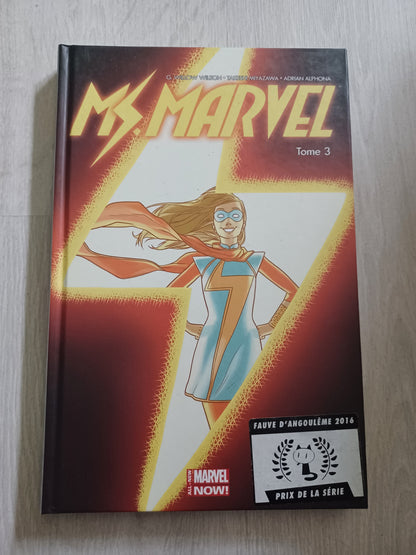 G. WILLOW WILSON • TAKESHI MIYAZAWA • ADRIAN ALPHONA
MS. MARVEL
Tome 3
FAUVE D'ANGOULÊME 2016
PRIX DE LA SÉRIE
ALL-NEW
MARVEL
NOW!